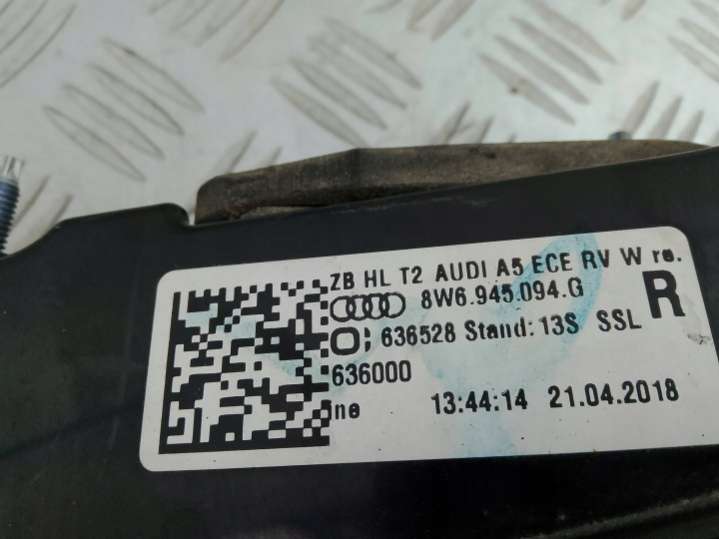 ZB HL T2 AUDI A5 ECE RV W re.
8W6.945.094.G R
636528 Stand: 13S SSL
636000
ne 13:44:14 21.04.2018